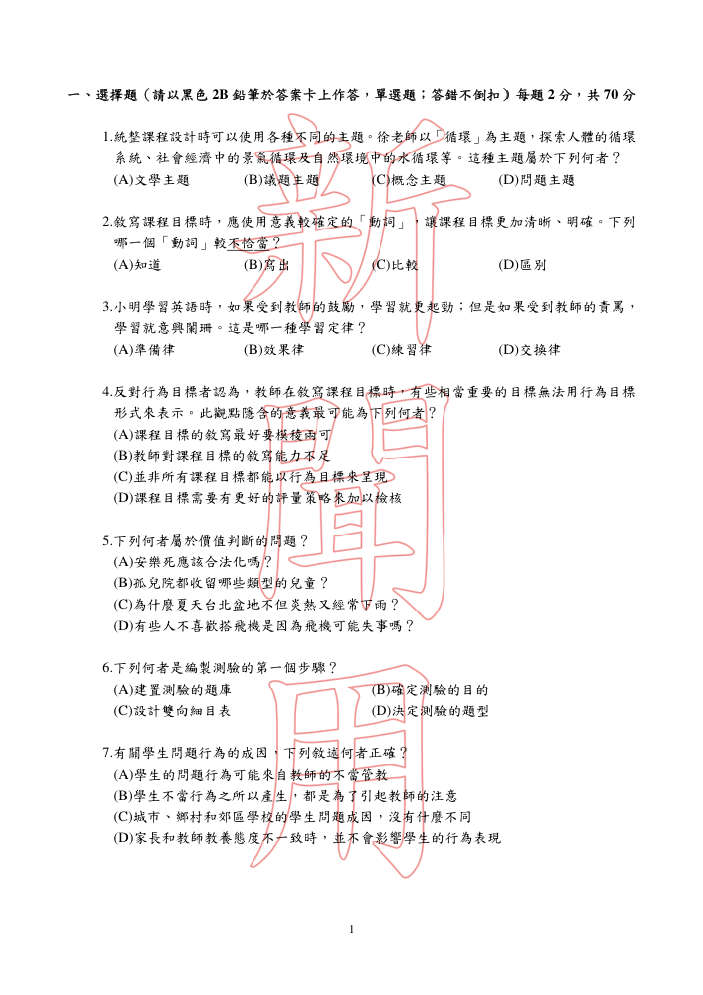 一、選擇題（請以黑色 2B 鉛筆於答案卡上作答，單選題；答錯不倒扣）每題 2 分，共 70 分
1.統整課程設計時可以使用各種不同的主題。徐老師以「循環」為主題，探索人體的循環
系統、社會經濟中的景氣循環及自然環境中的水循環等。這種主題屬於下列何者？
(A)文學主題 (B)議題主題 (C)概念主題 (D)問題主題
2.敘寫課程目標時，應使用意義較確定的「動詞」，讓課程目標更加清晰、明確。下列
哪一個「動詞」較不恰當？
(A)知道 (B)寫出 (C)比較 (D)區別
3.小明學習英語時，如果受到教師的鼓勵，學習就更起勁；但是如果受到教師的責罵，
學習就意興闌珊。這是哪一種學習定律？
(A)準備律 (B)效果律 (C)練習律 (D)交換律
4.反對行為目標者認為，教師在敘寫課程目標時，有些相當重要的目標無法用行為目標
形式來表示。此觀點隱含的意義最可能為下列何者？
(A)課程目標的敘寫最好要模稜兩可
(B)教師對課程目標的敘寫能力不足
(C)並非所有課程目標都能以行為目標來呈現
(D)課程目標需要有更好的評量策略來加以檢核
5.下列何者屬於價值判斷的問題？
(A)安樂死應該合法化嗎？
(B)孤兒院都收留哪些類型的兒童？
(C)為什麼夏天台北盆地不但炎熱又經常下雨？
(D)有些人不喜歡搭飛機是因為飛機可能失事嗎？
6.下列何者是編製測驗的第一個步驟？
(A)建置測驗的題庫 (B)確定測驗的目的
(C)設計雙向細目表 (D)決定測驗的題型
7.有關學生問題行為的成因，下列敘述何者正確？
(A)學生的問題行為可能來自教師的不當管教
(B)學生不當行為之所以產生，都是為了引起教師的注意
(C)城市、鄉村和郊區學校的學生問題成因，沒有什麼不同
(D)家長和教師教養態度不一致時，並不會影響學生的行為表現
新
聞
用
1